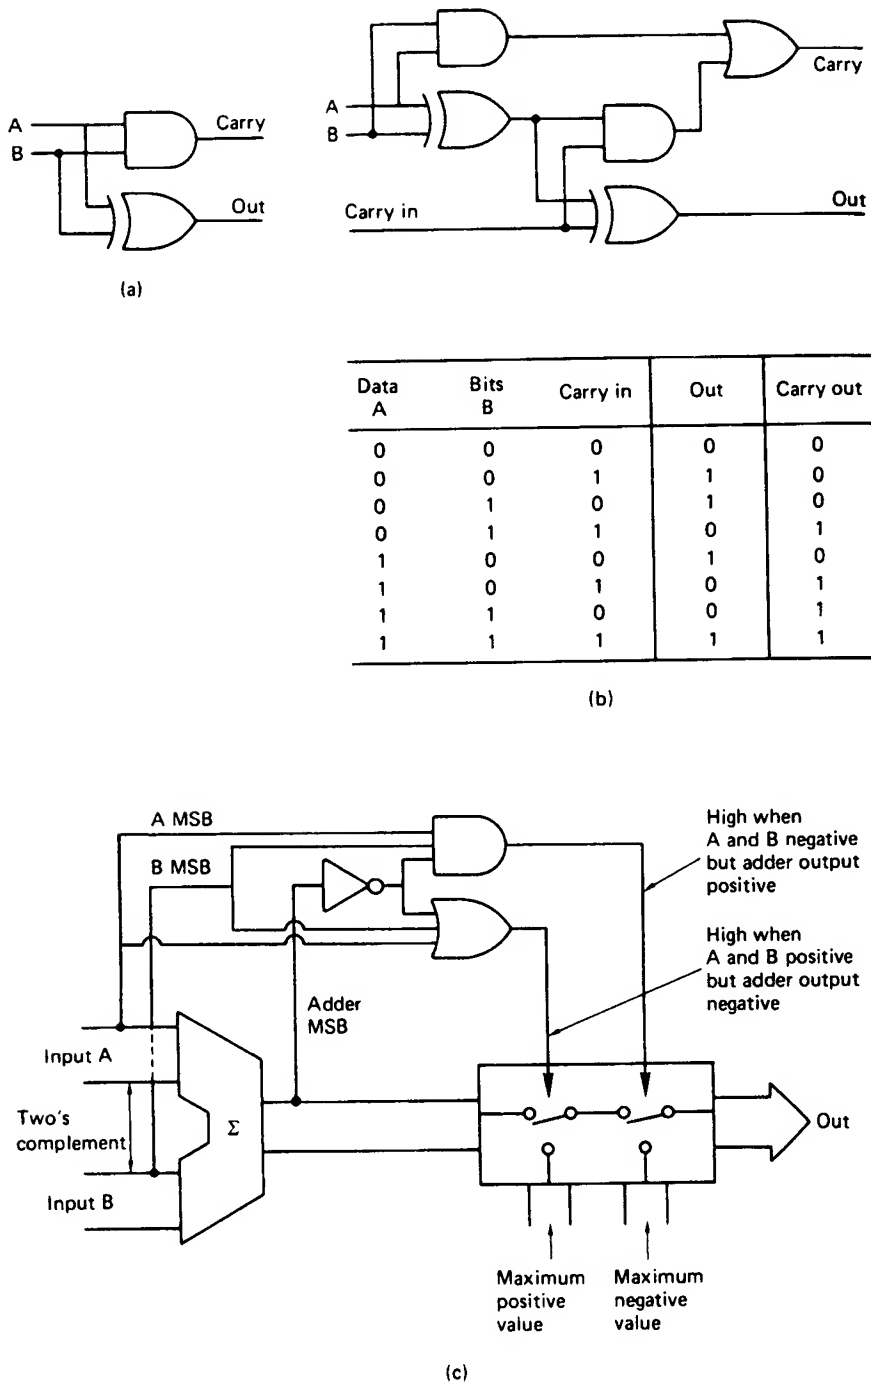 A
B
Carry
Out
(a)
A
B
Carry in
Carry
Out
Data A
Bits B
Carry in
Out
Carry out
0 0 0 0 0
0 0 1 1 0
0 1 0 1 0
0 1 1 0 1
1 0 0 1 0
1 0 1 0 1
1 1 0 0 1
1 1 1 1 1
(b)
A MSB
B MSB
Adder
MSB
High when
A and B negative
but adder output
positive
High when
A and B positive
but adder output
negative
Input A
Two's
complement
Input B
Σ
Out
Maximum
positive
value
Maximum
negative
value
(c)